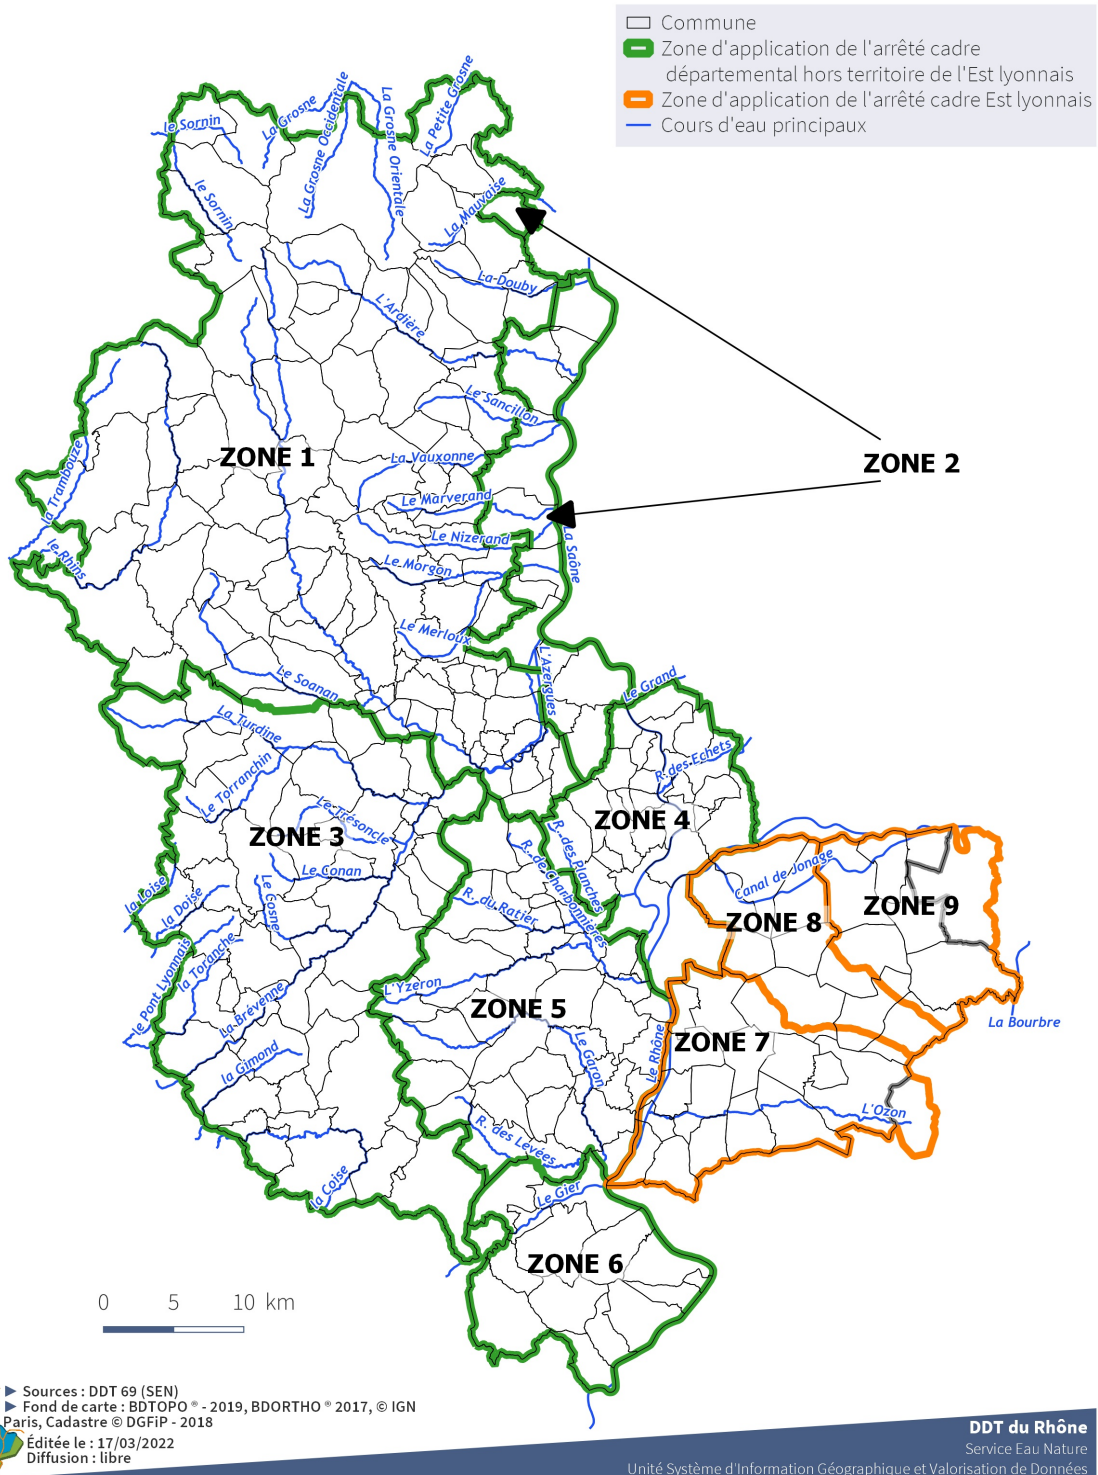 Commune
Zone d'application de l'arrêté cadre
départemental hors territoire de l'Est lyonnais
Zone d'application de l'arrêté cadre Est lyonnais
Cours d'eau principaux
le Sornin
La Grosne
La Grosne Occidentale
La Grosne Orientale
La Petite Grosne
le Sornin
La Mauvaise
La Douby
L'Ardière
Le Sancillon
ZONE 1
La Vauxonne
ZONE 2
la Trambouze
Le Marverand
Le Nizerand
La Saône
le Rhins
Le Morgon
Le Merloux
L'Azergues
Le Soanan
Le Grand
La Turdine
R des Echets
Le Torranchin
Le Trésoncle
ZONE 3
ZONE 4
R. des Planches
R. de Charbonnières
Le Conan
Canal de Jonage
la Loise
la Doise
Le Cosne
R. du Ratier
ZONE 8
ZONE 9
le Pont Lyonnais
la Toranche
L'Yzeron
la Brévenne
ZONE 5
La Bourbre
Le Rhône
ZONE 7
la Gimond
Le Garon
L'Ozon
R. des Levées
la Coise
Le Gier
ZONE 6
0 5 10 km
Sources : DDT 69 (SEN)
Fond de carte : BDTOPO ® - 2019, BDORTHO ® 2017, © IGN
Paris, Cadastre © DGFiP - 2018
Éditée le : 17/03/2022
Diffusion : libre
DDT du Rhône
Service Eau Nature
Unité Système d'Information Géographique et Valorisation de Données